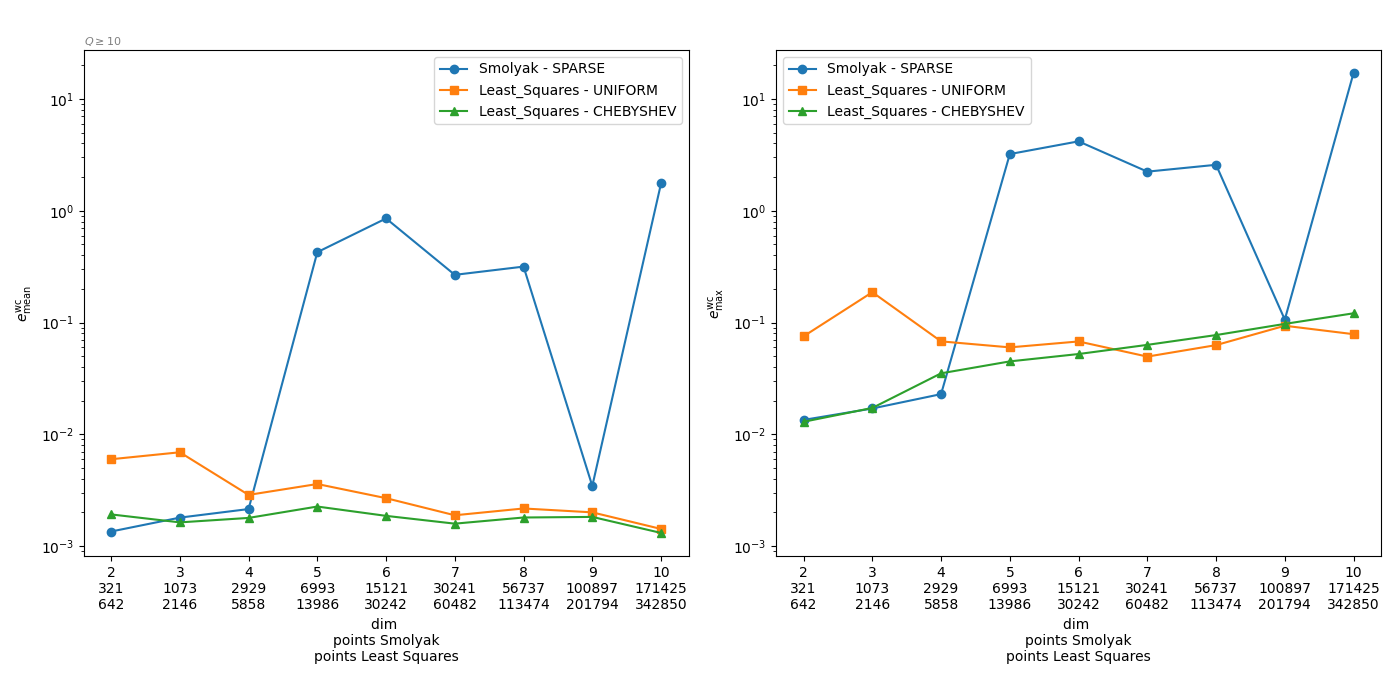 Q ≥ 10
Smolyak - SPARSE
Least_Squares - UNIFORM
Least_Squares - CHEBYSHEV
10¹
10⁰
10⁻¹
10⁻²
10⁻³
e^wc_mean
2 3 4 5 6 7 8 9 10
321 1073 2929 6993 15121 30241 56737 100897 171425
642 2146 5858 13986 30242 60482 113474 201794 342850
dim
points Smolyak
points Least Squares
Smolyak - SPARSE
Least_Squares - UNIFORM
Least_Squares - CHEBYSHEV
10¹
10⁰
10⁻¹
10⁻²
10⁻³
e^wc_max
2 3 4 5 6 7 8 9 10
321 1073 2929 6993 15121 30241 56737 100897 171425
642 2146 5858 13986 30242 60482 113474 201794 342850
dim
points Smolyak
points Least Squares